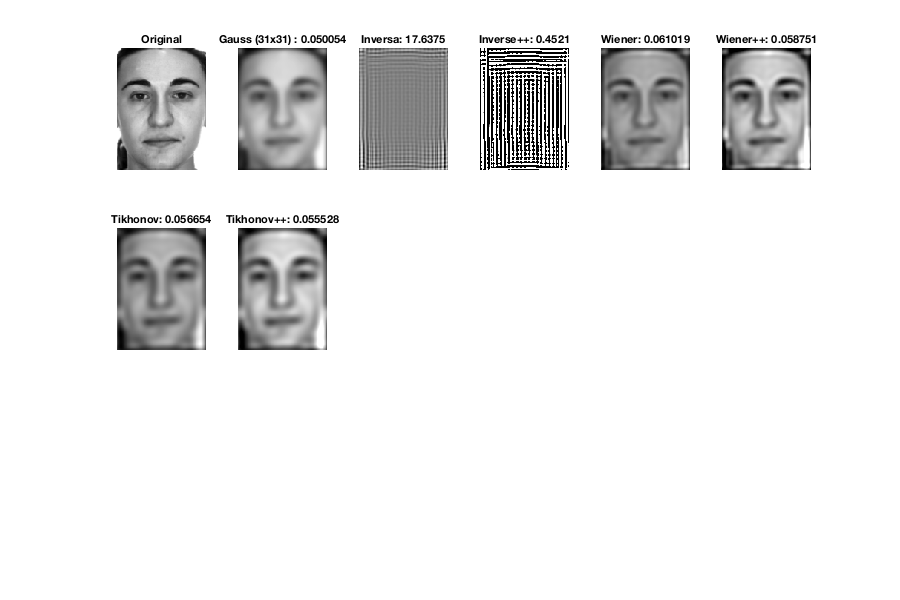 Original
Gauss (31x31) : 0.050054
Inversa: 17.6375
Inverse++: 0.4521
Wiener: 0.061019
Wiener++: 0.058751
Tikhonov: 0.056654
Tikhonov++: 0.055528